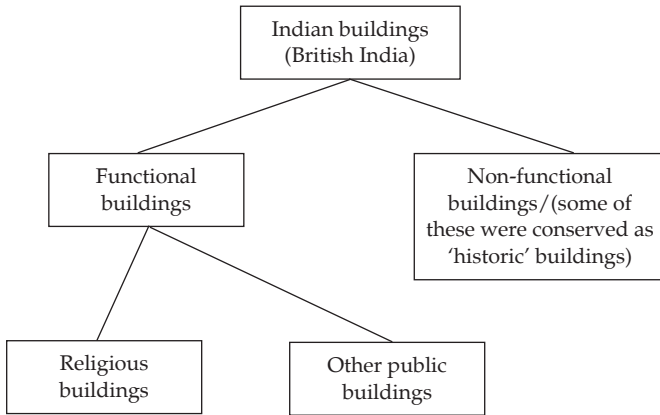 Indian buildings
(British India)
Functional
buildings
Non-functional
buildings/(some of
these were conserved as
‘historic’ buildings)
Religious
buildings
Other public
buildings